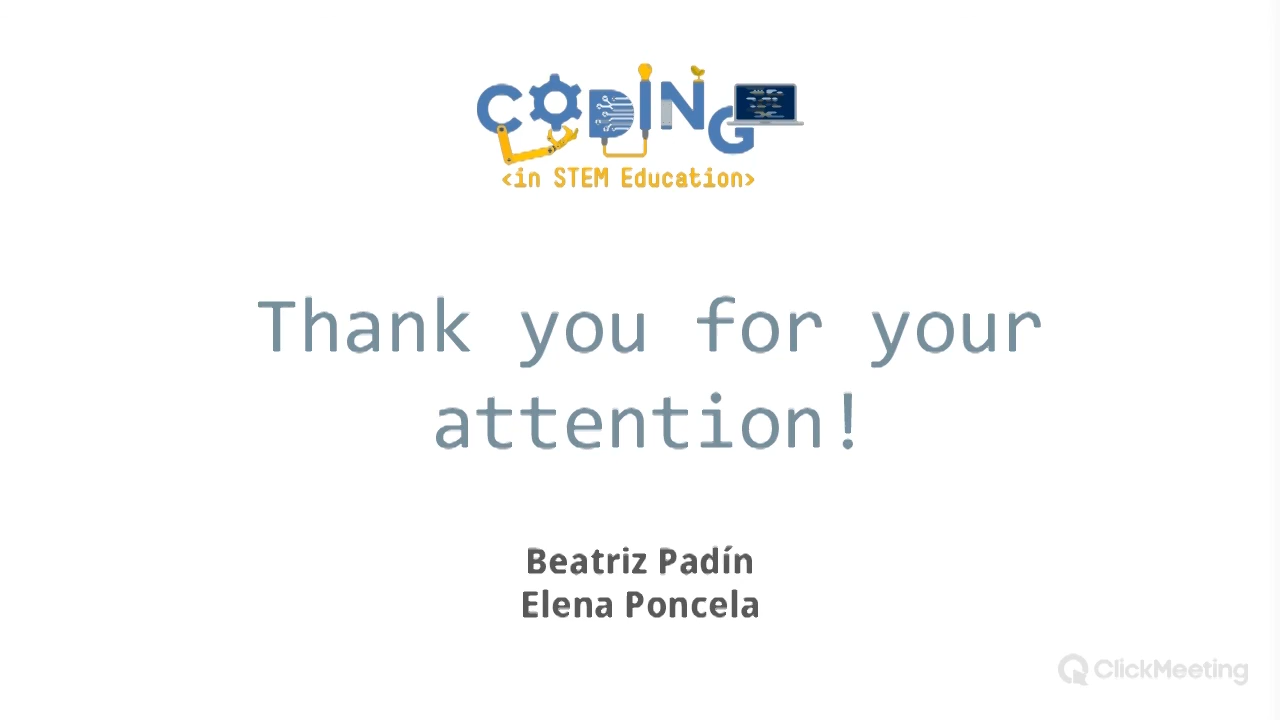 CODING
<in STEM Education>
Thank you for your
attention!
Beatriz Padín
Elena Poncela
ClickMeeting